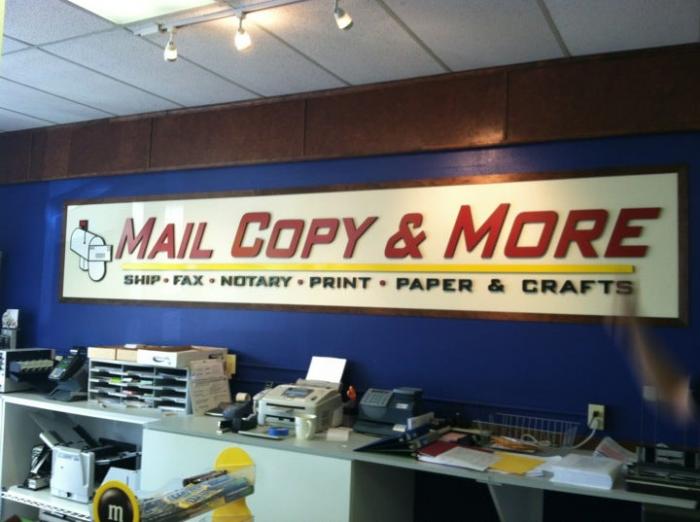 MAIL COPY & MORE
SHIP • FAX • NOTARY • PRINT • PAPER & CRAFTS
m